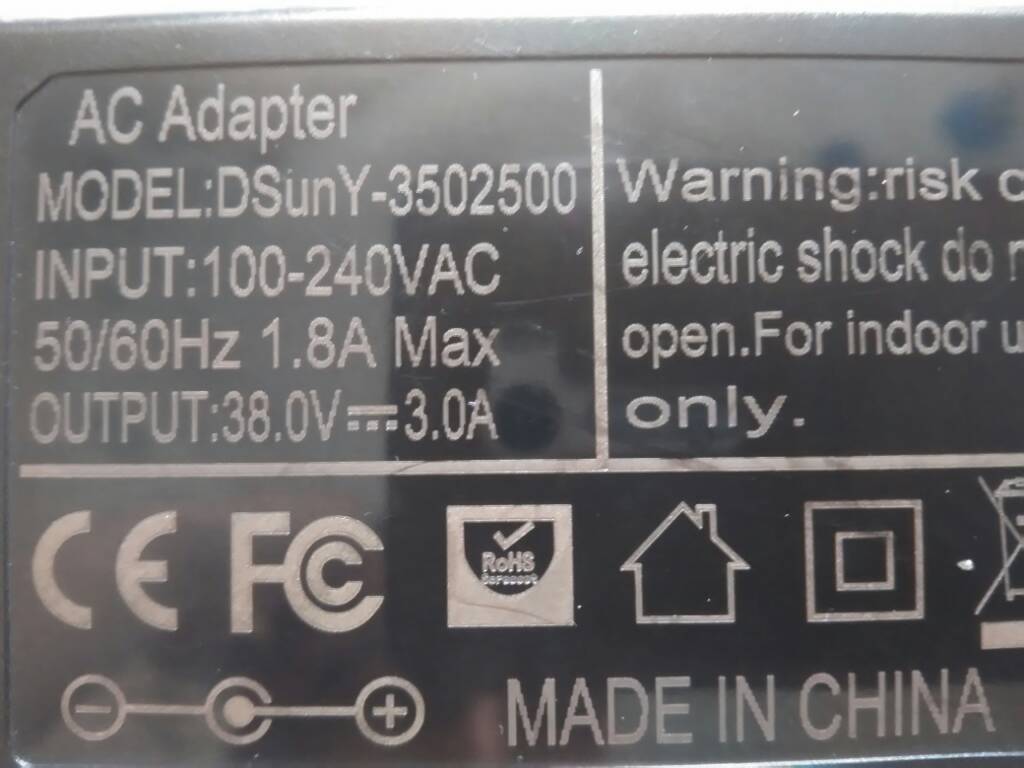 AC Adapter
MODEL:DSunY-3502500
INPUT:100-240VAC
50/60Hz 1.8A Max
OUTPUT:38.0V⎓3.0A
Warning:risk
electric shock do
open.For indoor
only.
CE FC RoHS
MADE IN CHINA